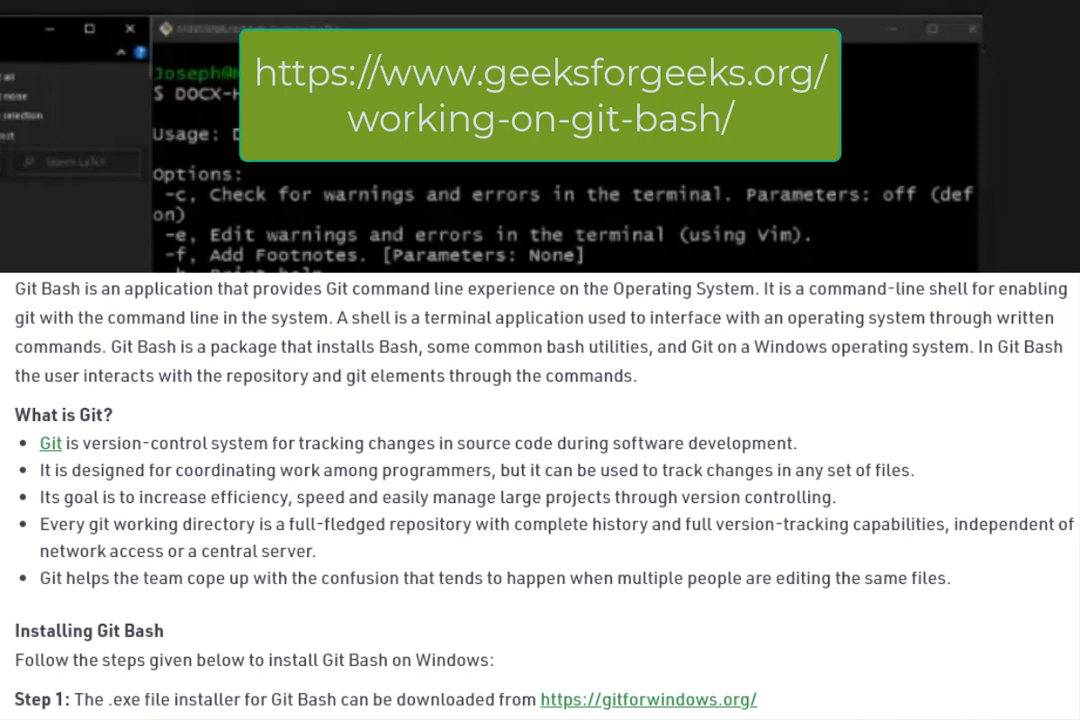 https://www.geeksforgeeks.org/
working-on-git-bash/
Joseph@
$ DOCX-
Usage:
Options:
-c, Check for warnings and errors in the terminal. Parameters: off (def
on)
-e, Edit warnings and errors in the terminal (using Vim).
-f, Add Footnotes. [Parameters: None]
Git Bash is an application that provides Git command line experience on the Operating System. It is a command-line shell for enabling
git with the command line in the system. A shell is a terminal application used to interface with an operating system through written
commands. Git Bash is a package that installs Bash, some common bash utilities, and Git on a Windows operating system. In Git Bash
the user interacts with the repository and git elements through the commands.
What is Git?
• Git is version-control system for tracking changes in source code during software development.
• It is designed for coordinating work among programmers, but it can be used to track changes in any set of files.
• Its goal is to increase efficiency, speed and easily manage large projects through version controlling.
• Every git working directory is a full-fledged repository with complete history and full version-tracking capabilities, independent of
network access or a central server.
• Git helps the team cope up with the confusion that tends to happen when multiple people are editing the same files.
Installing Git Bash
Follow the steps given below to install Git Bash on Windows:
Step 1: The .exe file installer for Git Bash can be downloaded from https://gitforwindows.org/